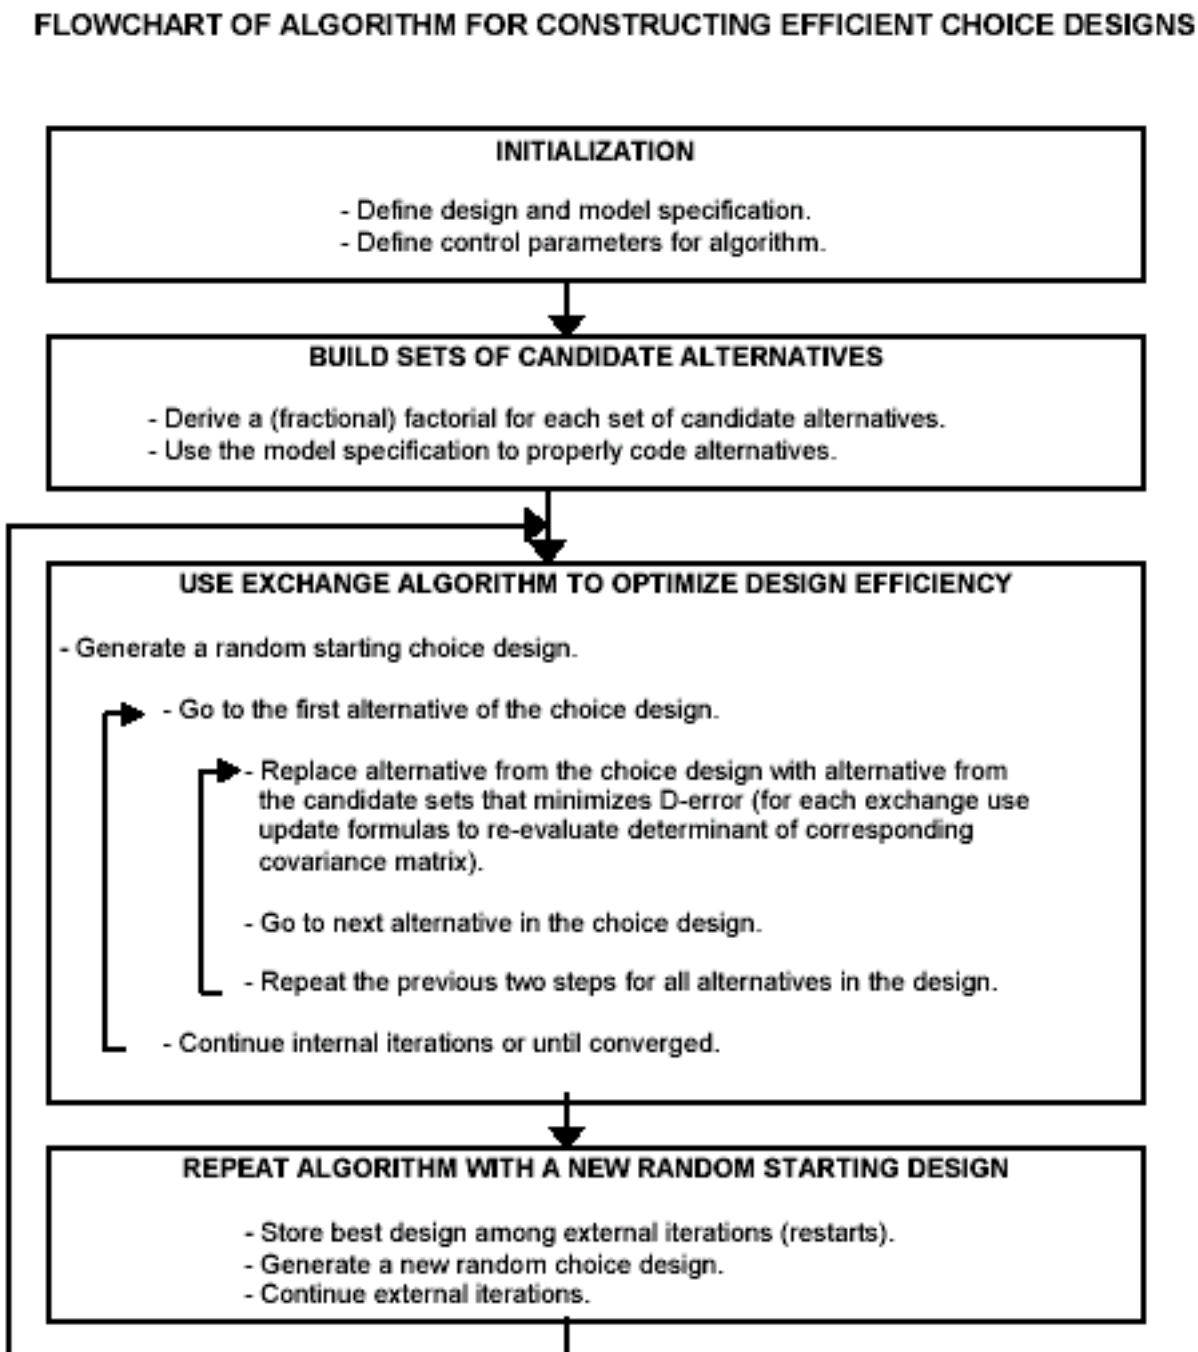 FLOWCHART OF ALGORITHM FOR CONSTRUCTING EFFICIENT CHOICE DESIGNS
INITIALIZATION
- Define design and model specification.
- Define control parameters for algorithm.
BUILD SETS OF CANDIDATE ALTERNATIVES
- Derive a (fractional) factorial for each set of candidate alternatives.
- Use the model specification to properly code alternatives.
USE EXCHANGE ALGORITHM TO OPTIMIZE DESIGN EFFICIENCY
- Generate a random starting choice design.
- Go to the first alternative of the choice design.
- Replace alternative from the choice design with alternative from
the candidate sets that minimizes D-error (for each exchange use
update formulas to re-evaluate determinant of corresponding
covariance matrix).
- Go to next alternative in the choice design.
- Repeat the previous two steps for all alternatives in the design.
- Continue internal iterations or until converged.
REPEAT ALGORITHM WITH A NEW RANDOM STARTING DESIGN
- Store best design among external iterations (restarts).
- Generate a new random choice design.
- Continue external iterations.